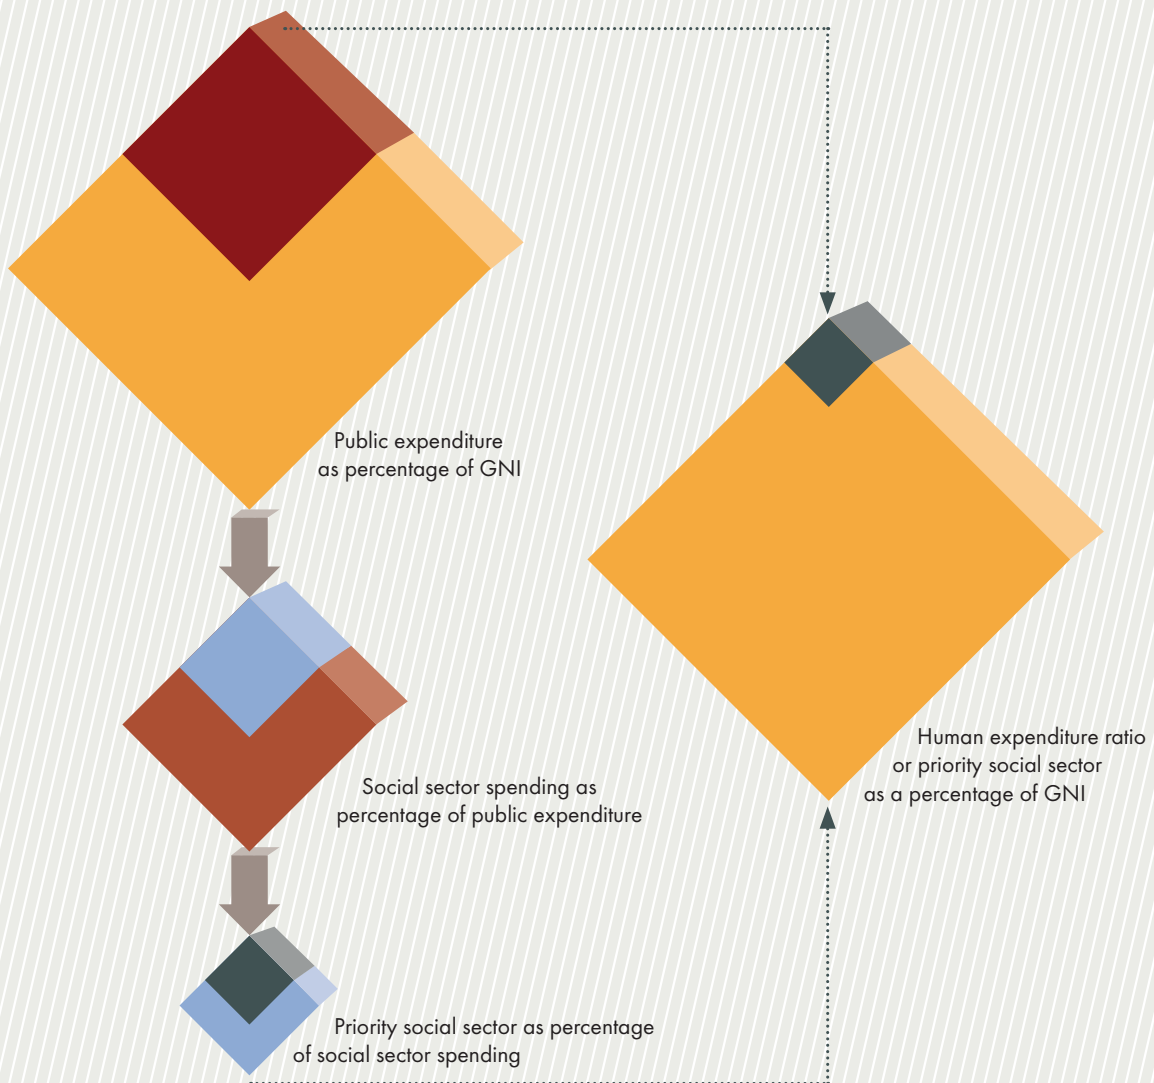 Public expenditure
as percentage of GNI
Social sector spending as
percentage of public expenditure
Priority social sector as percentage
of social sector spending
Human expenditure ratio
or priority social sector
as a percentage of GNI